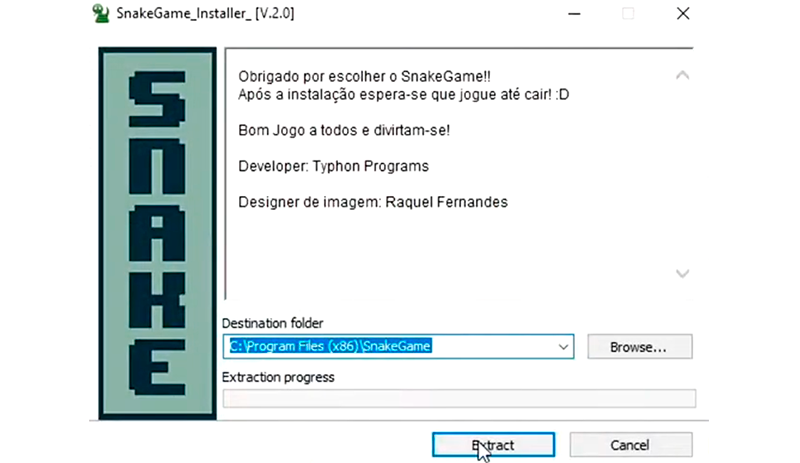 SnakeGame_Installer_ [V.2.0]
SNAKE
Obrigado por escolher o SnakeGame!!
Após a instalação espera-se que jogue até cair! :D
Bom Jogo a todos e divirtam-se!
Developer: Typhon Programs
Designer de imagem: Raquel Fernandes
Destination folder
C:\Program Files (x86)\SnakeGame
Browse...
Extraction progress
Extract
Cancel